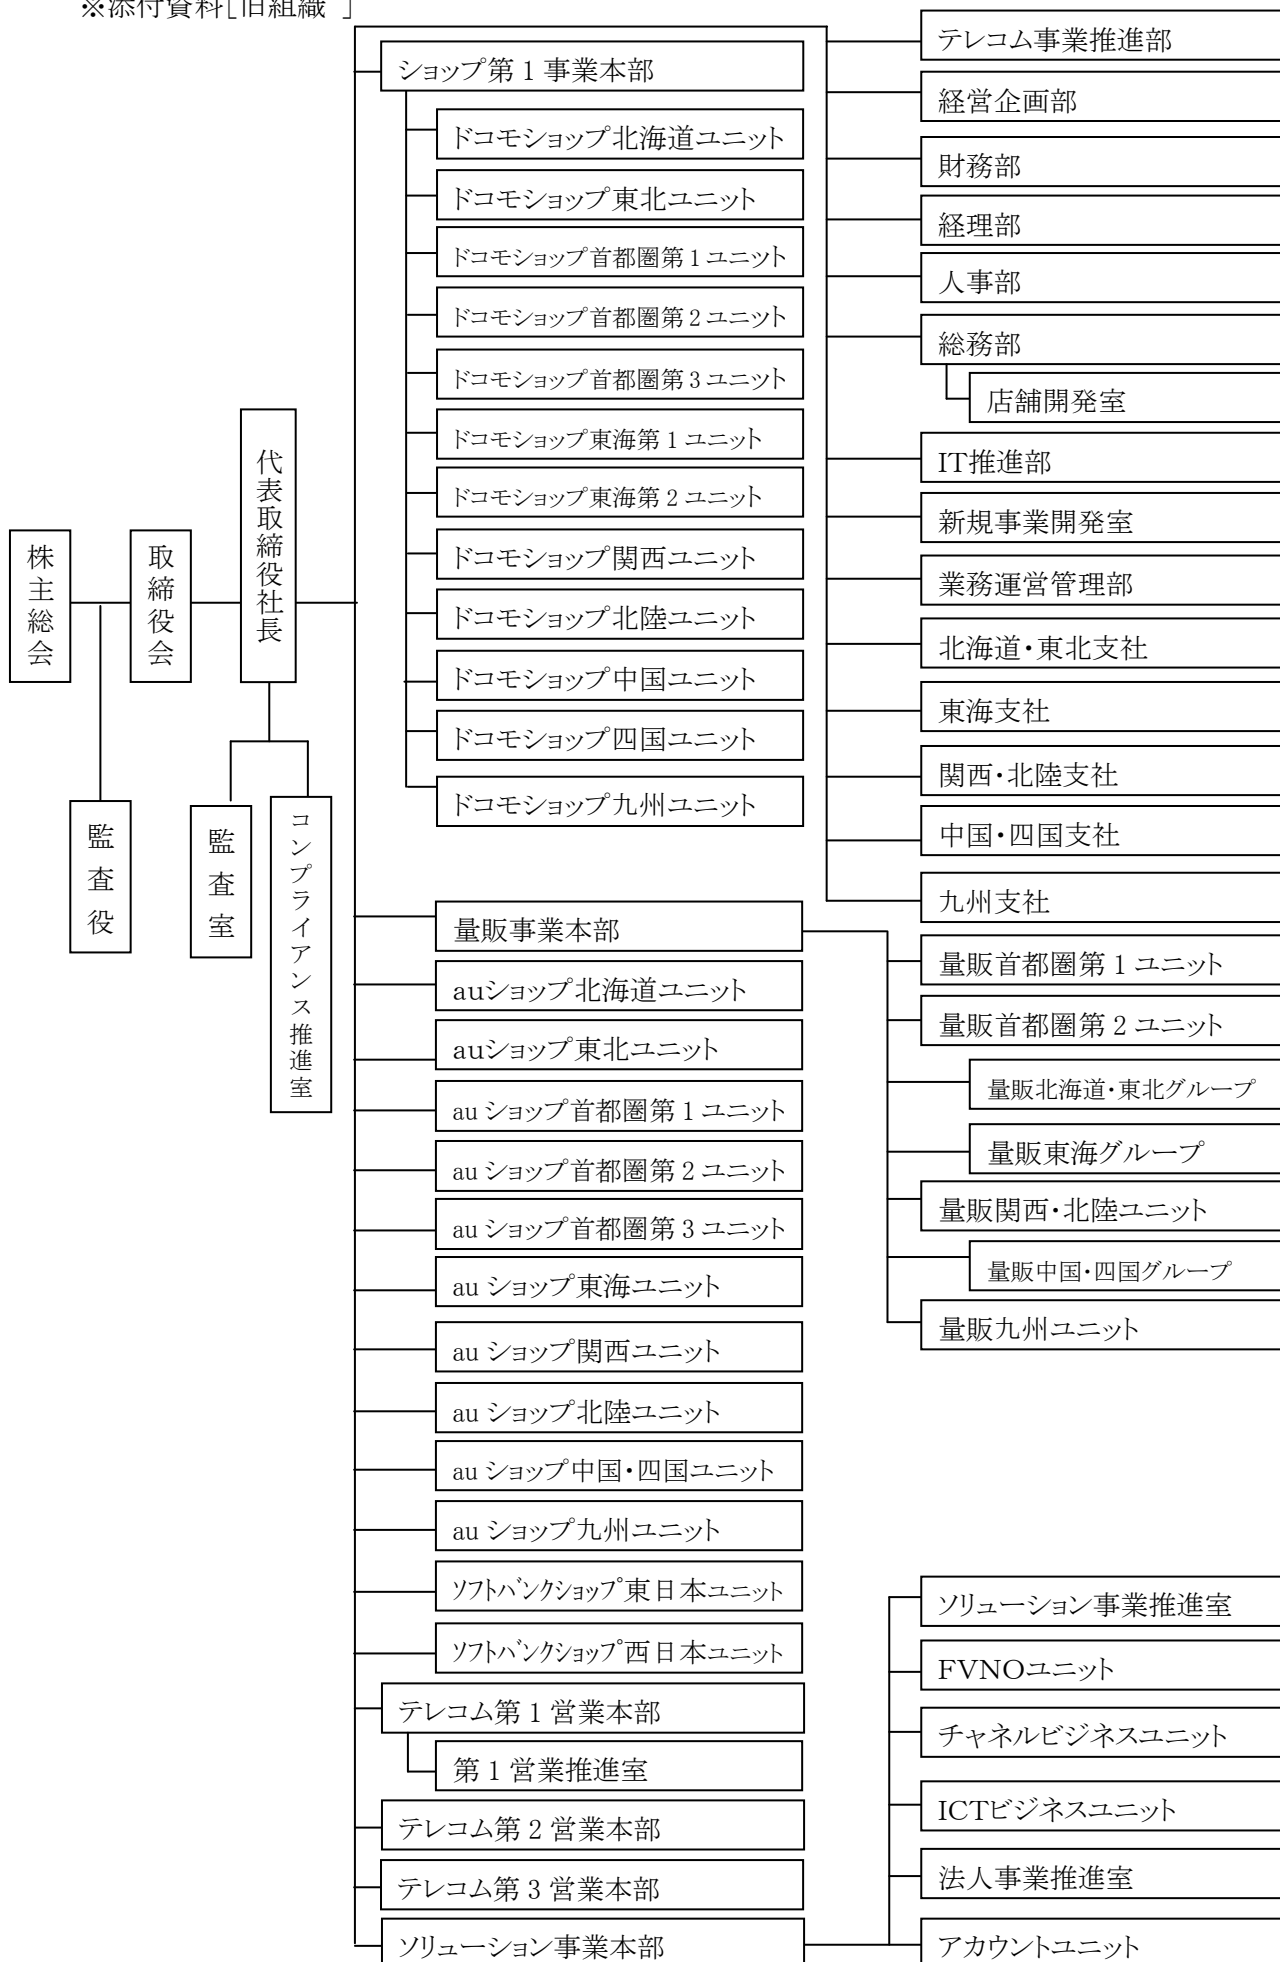 ※添付資料[旧組織 ]
株主総会
取締役会
代表取締役社長
監査役
監査室
コンプライアンス推進室
ショップ第1事業本部
ドコモショップ北海道ユニット
ドコモショップ東北ユニット
ドコモショップ首都圏第1ユニット
ドコモショップ首都圏第2ユニット
ドコモショップ首都圏第3ユニット
ドコモショップ東海第1ユニット
ドコモショップ東海第2ユニット
ドコモショップ関西ユニット
ドコモショップ北陸ユニット
ドコモショップ中国ユニット
ドコモショップ四国ユニット
ドコモショップ九州ユニット
量販事業本部
auショップ北海道ユニット
auショップ東北ユニット
au ショップ首都圏第1ユニット
au ショップ首都圏第2ユニット
au ショップ首都圏第3ユニット
au ショップ東海ユニット
au ショップ関西ユニット
au ショップ北陸ユニット
au ショップ中国・四国ユニット
au ショップ九州ユニット
ソフトバンクショップ東日本ユニット
ソフトバンクショップ西日本ユニット
テレコム第1営業本部
第1営業推進室
テレコム第2営業本部
テレコム第3営業本部
ソリューション事業本部
テレコム事業推進部
経営企画部
財務部
経理部
人事部
総務部
店舗開発室
IT推進部
新規事業開発室
業務運営管理部
北海道・東北支社
東海支社
関西・北陸支社
中国・四国支社
九州支社
量販首都圏第1ユニット
量販首都圏第2ユニット
量販北海道・東北グループ
量販東海グループ
量販関西・北陸ユニット
量販中国・四国グループ
量販九州ユニット
ソリューション事業推進室
FVNOユニット
チャネルビジネスユニット
ICTビジネスユニット
法人事業推進室
アカウントユニット